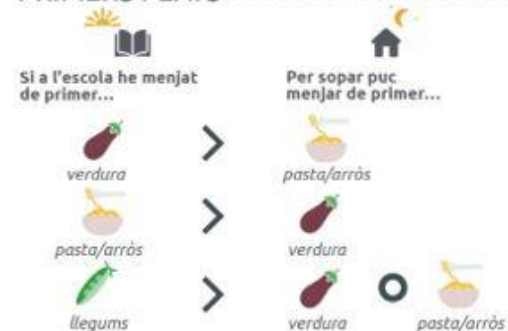 Si a l'escola he menjat
de primer...
Per sopar puc
menjar de primer...
verdura
pasta/arròs
pasta/arròs
verdura
llegums
verdura
O
pasta/arròs